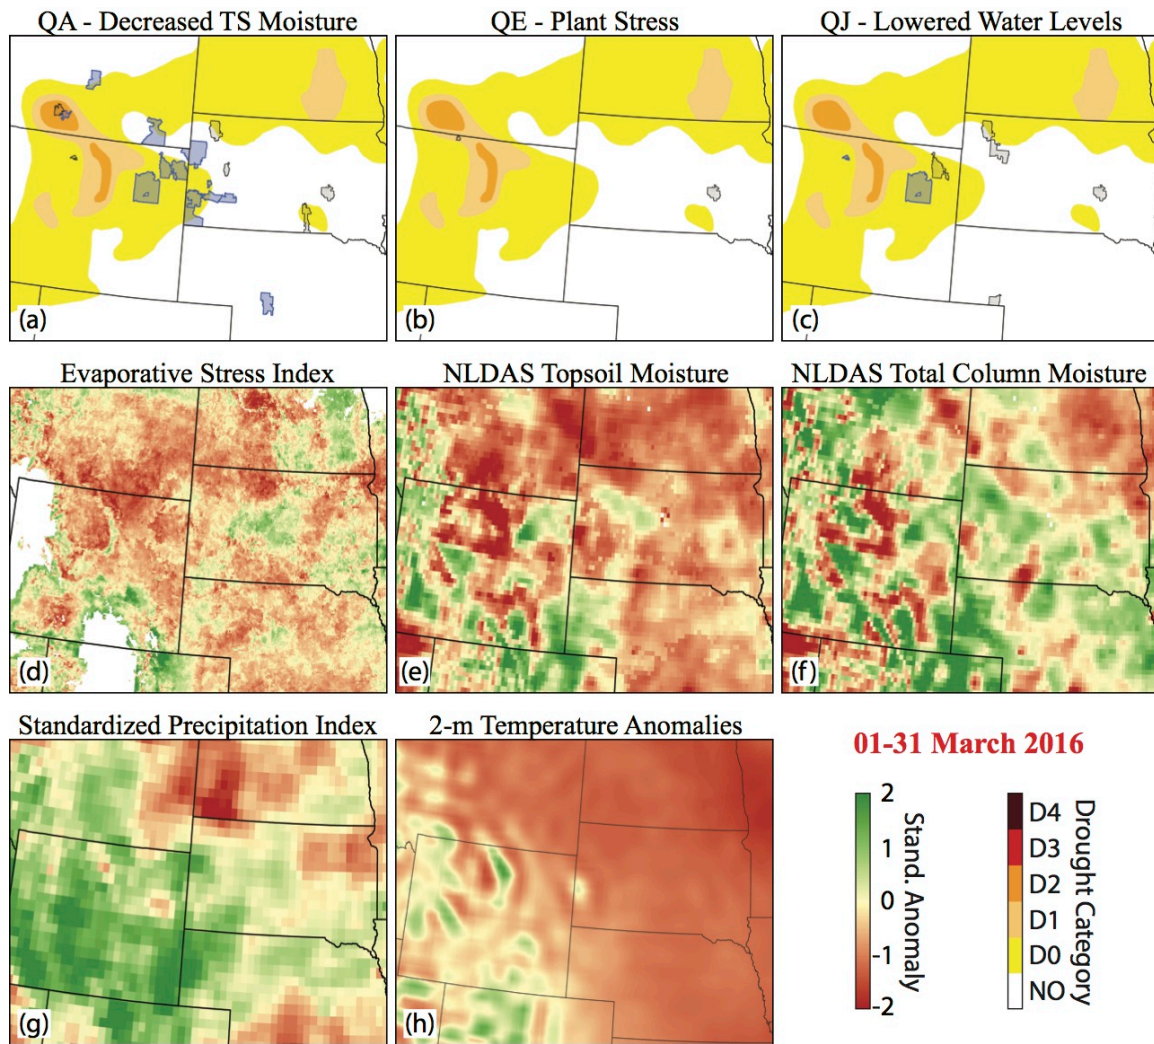 QA - Decreased TS Moisture
QE - Plant Stress
QJ - Lowered Water Levels
(a)
(b)
(c)
Evaporative Stress Index
NLDAS Topsoil Moisture
NLDAS Total Column Moisture
(d)
(e)
(f)
Standardized Precipitation Index
2-m Temperature Anomalies
(g)
(h)
01-31 March 2016
2
1
0
-1
-2
Stand. Anomaly
D4
D3
D2
D1
D0
NO
Drought Category